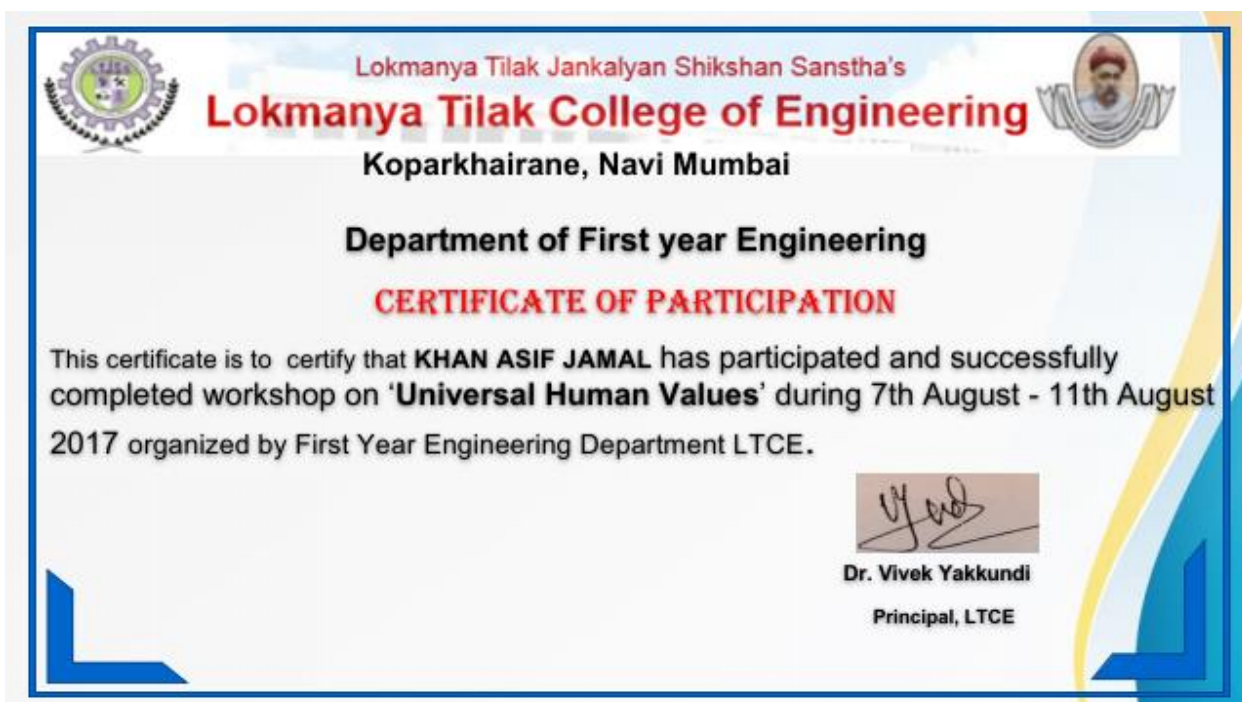 Lokmanya Tilak Jankalyan Shikshan Sanstha's
Lokmanya Tilak College of Engineering
Koparkhairane, Navi Mumbai
Department of First year Engineering
CERTIFICATE OF PARTICIPATION
This certificate is to certify that KHAN ASIF JAMAL has participated and successfully
completed workshop on ‘Universal Human Values’ during 7th August - 11th August
2017 organized by First Year Engineering Department LTCE.
Dr. Vivek Yakkundi
Principal, LTCE